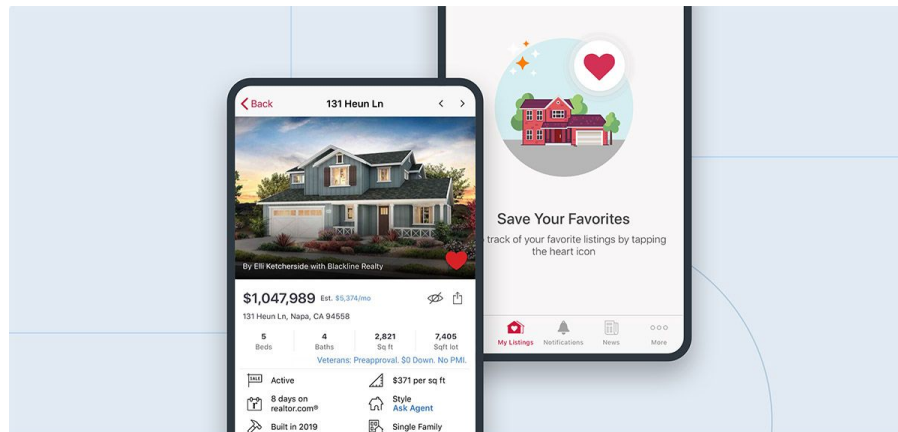 Back
131 Heun Ln
By Elli Ketcherside with Blackline Realty
$1,047,989 Est. $5,374/mo
131 Heun Ln, Napa, CA 94558
5 4 2,821 7,405
Beds Baths Sq ft Sqft lot
Veterans: Preapproval. $0 Down. No PMI.
SALE Active
$371 per sq ft
8 days on
realtor.com®
Style
Ask Agent
Built in 2019
Single Family
Save Your Favorites
track of your favorite listings by tapping
the heart icon
My Listings Notifications News More